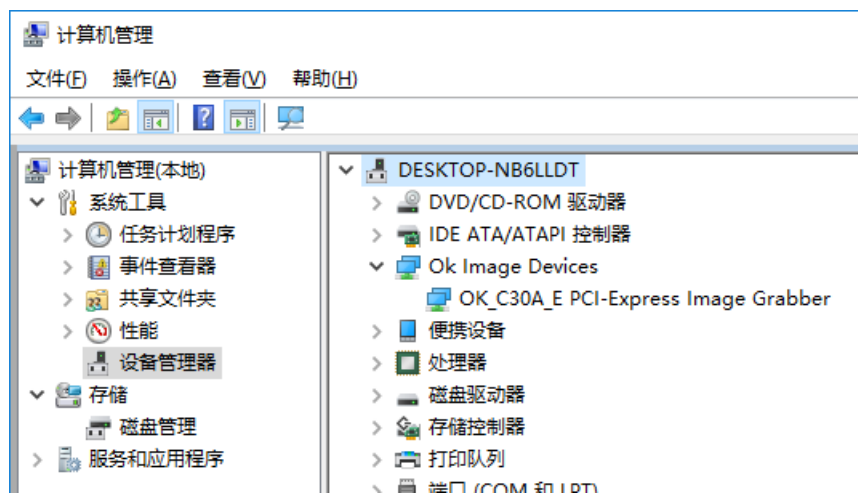 计算机管理
文件(F) 操作(A) 查看(V) 帮助(H)
计算机管理(本地)
系统工具
任务计划程序
事件查看器
共享文件夹
性能
设备管理器
存储
磁盘管理
服务和应用程序
DESKTOP-NB6LLDT
DVD/CD-ROM 驱动器
IDE ATA/ATAPI 控制器
Ok Image Devices
OK_C30A_E PCI-Express Image Grabber
便携设备
处理器
磁盘驱动器
存储控制器
打印队列
端口 (COM 和 LPT)